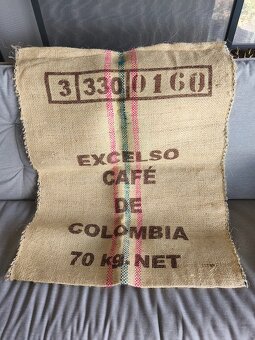 3 330 0160
EXCELSO
CAFÉ
DE
COLOMBIA
70 kg. NET